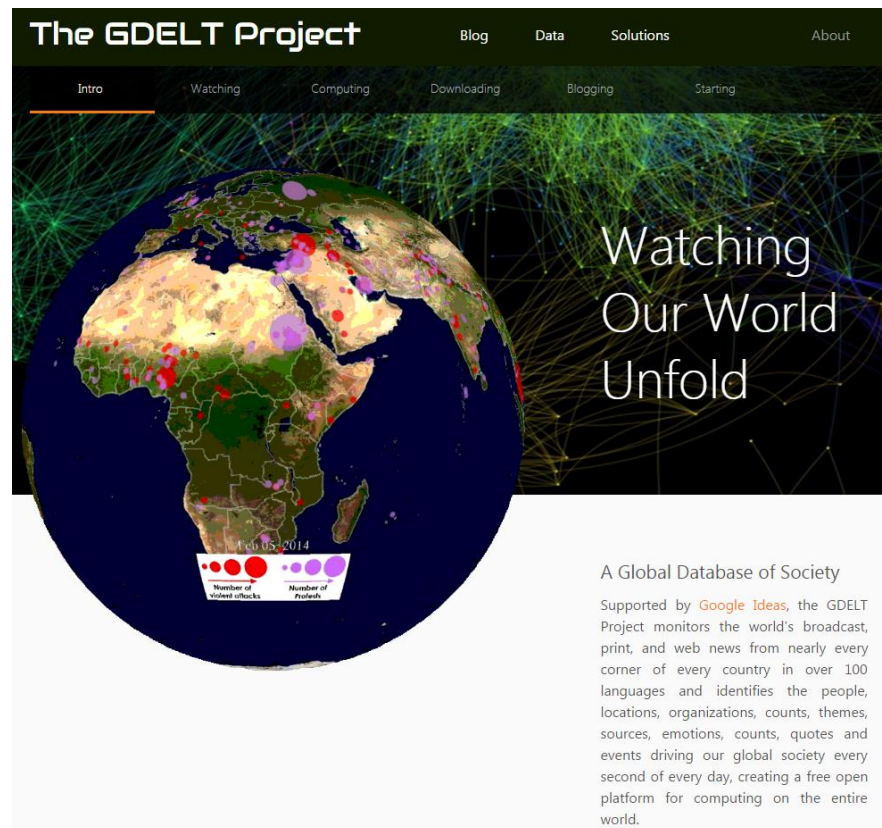 The GDELT Project
Blog Data Solutions About
Intro Watching Computing Downloading Blogging Starting
Watching
Our World
Unfold
Feb 05, 2014
Number of
violent attacks
Number of
Protests
A Global Database of Society
Supported by Google Ideas, the GDELT
Project monitors the world's broadcast,
print, and web news from nearly every
corner of every country in over 100
languages and identifies the people,
locations, organizations, counts, themes,
sources, emotions, counts, quotes and
events driving our global society every
second of every day, creating a free open
platform for computing on the entire
world.